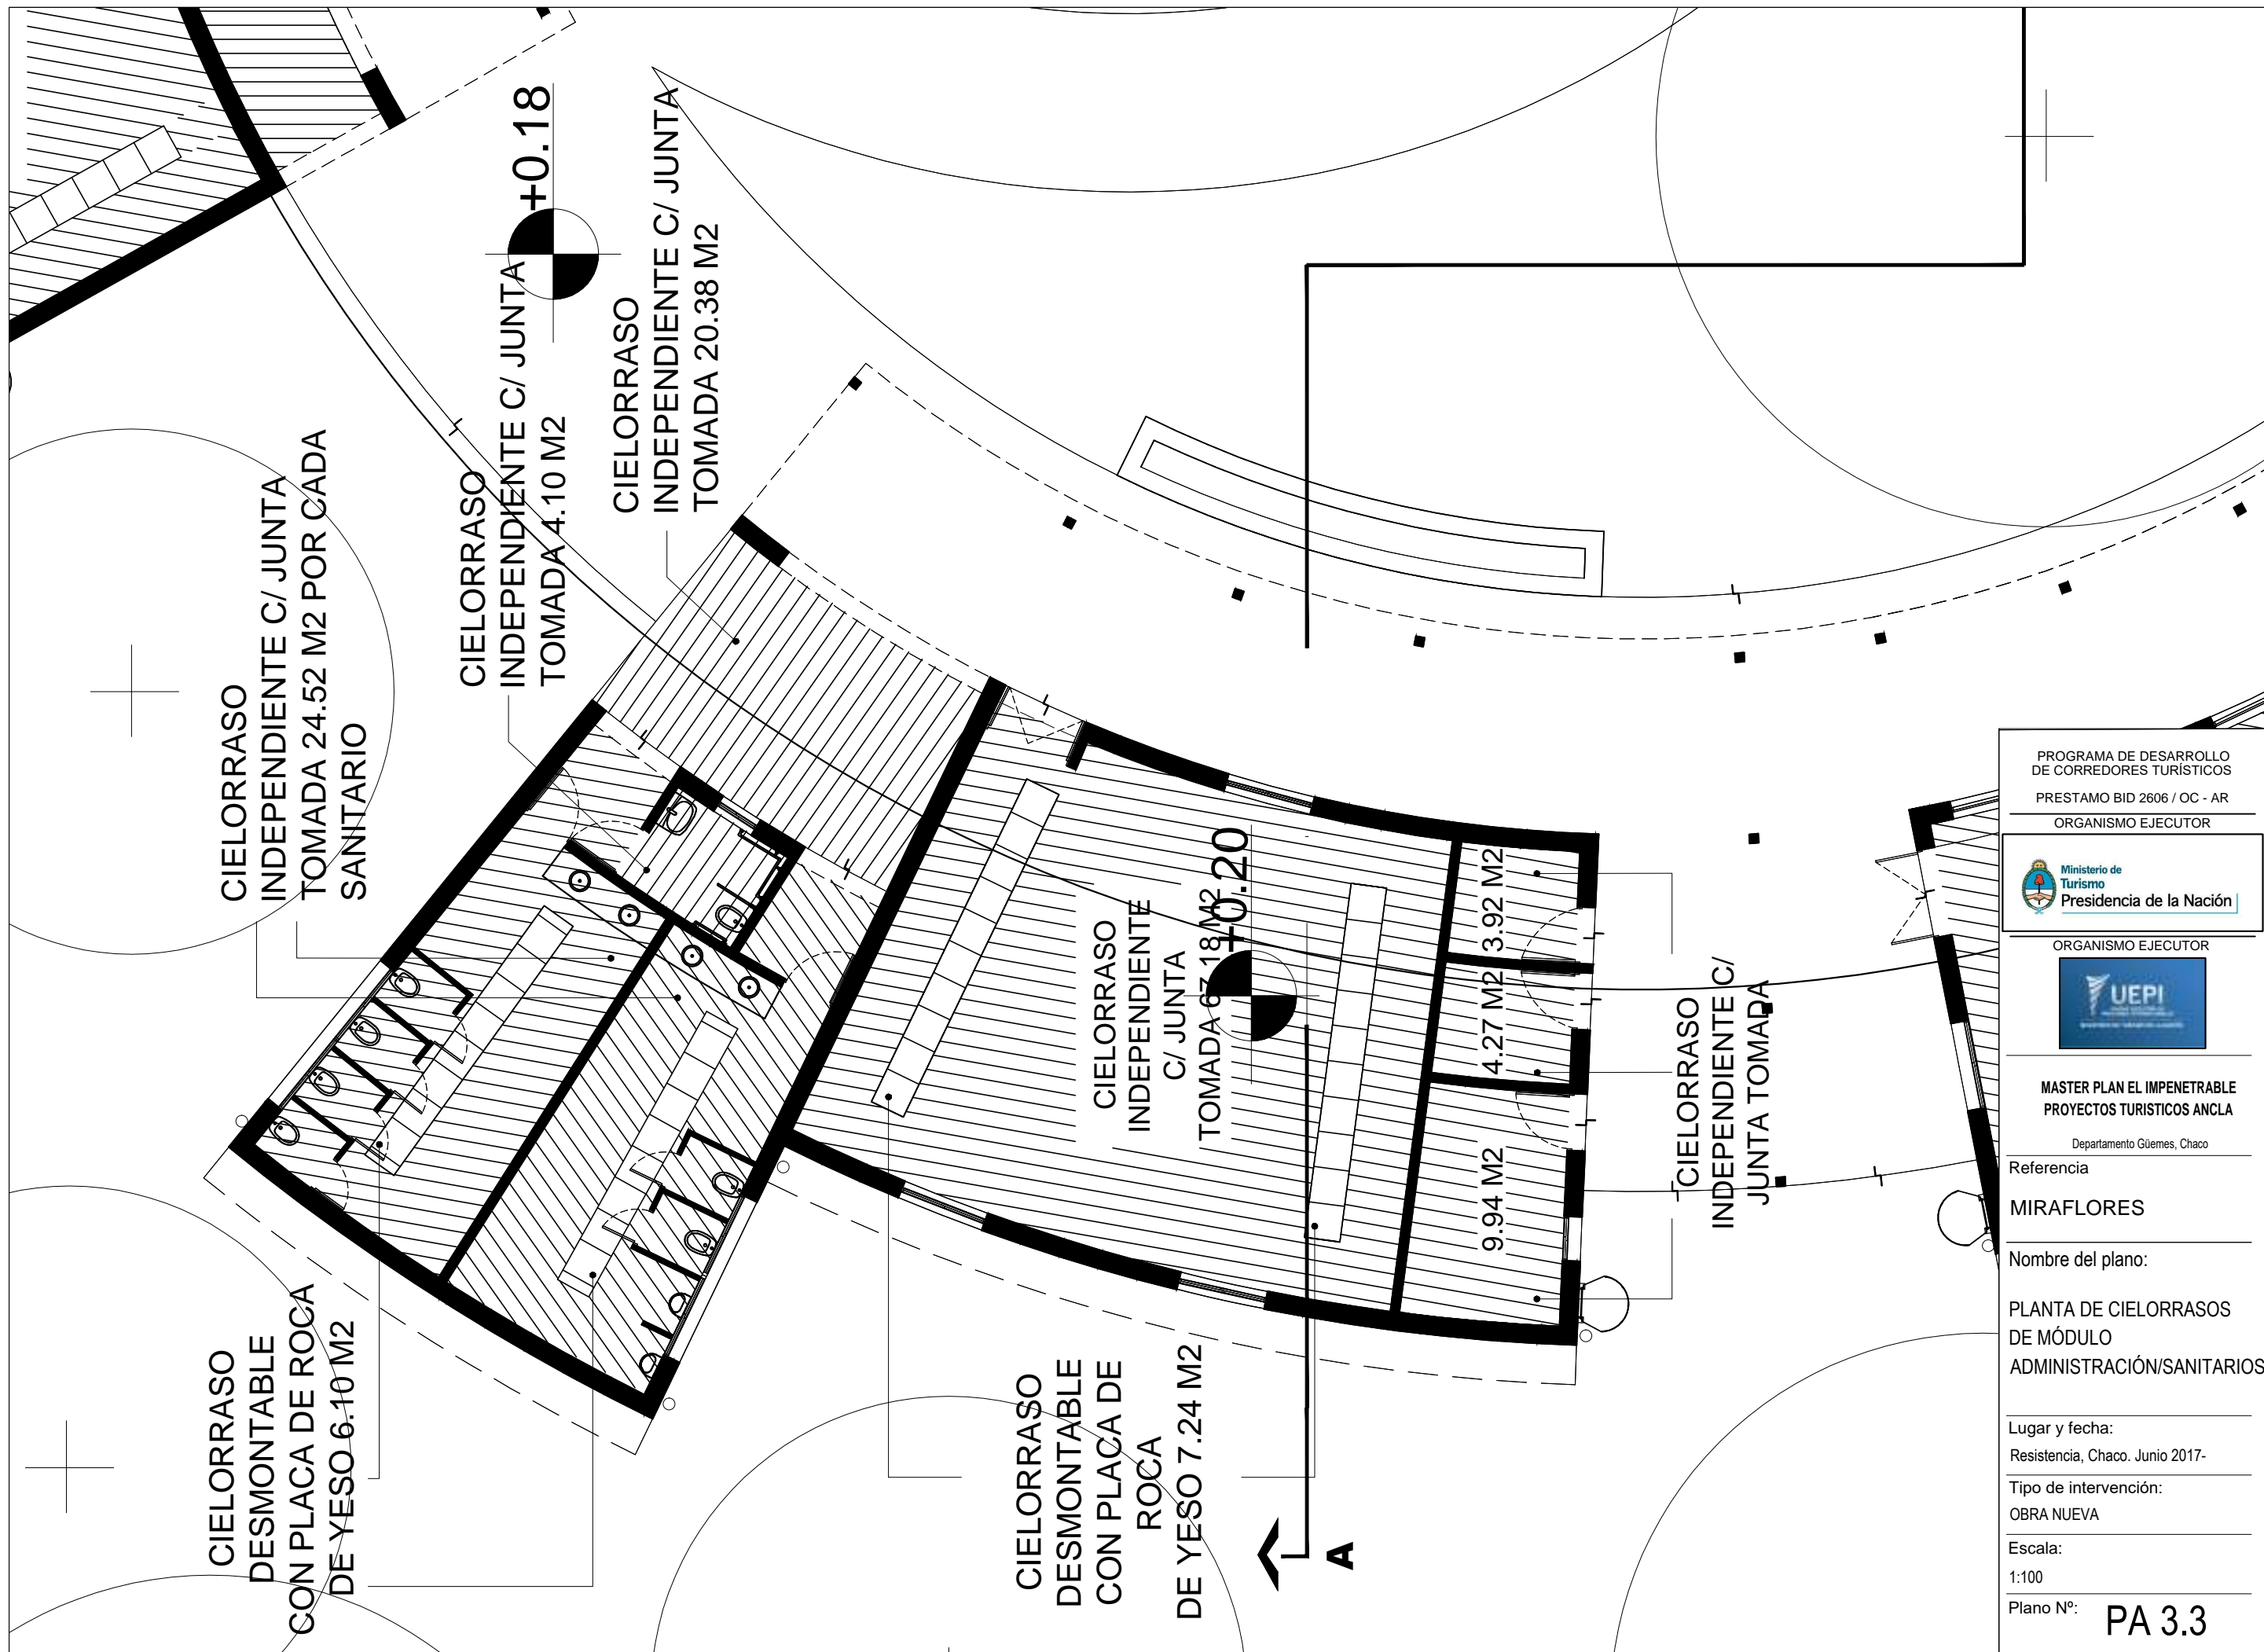 CIELORRASO
INDEPENDIENTE C/ JUNTA
TOMADA 24.52 M2 POR CADA
SANITARIO
CIELORRASO
INDEPENDIENTE C/ JUNTA
TOMADA 4.10 M2
+0.18
CIELORRASO
INDEPENDIENTE C/ JUNTA
TOMADA 20.38 M2
CIELORRASO
INDEPENDIENTE
C/ JUNTA
TOMADA 67.18 M2
+0.20
3.92 M2
4.27 M2
9.94 M2
CIELORRASO
INDEPENDIENTE C/
JUNTA TOMADA
CIELORRASO
DESMONTABLE
CON PLACA DE ROCA
DE YESO 6.10 M2
CIELORRASO
DESMONTABLE
CON PLACA DE
ROCA
DE YESO 7.24 M2
A
PROGRAMA DE DESARROLLO
DE CORREDORES TURÍSTICOS
PRESTAMO BID 2606 / OC - AR
ORGANISMO EJECUTOR
Ministerio de
Turismo
Presidencia de la Nación
ORGANISMO EJECUTOR
UEPI
MASTER PLAN EL IMPENETRABLE
PROYECTOS TURISTICOS ANCLA
Departamento Güemes, Chaco
Referencia
MIRAFLORES
Nombre del plano:
PLANTA DE CIELORRASOS
DE MÓDULO
ADMINISTRACIÓN/SANITARIOS
Lugar y fecha:
Resistencia, Chaco. Junio 2017-
Tipo de intervención:
OBRA NUEVA
Escala:
1:100
Plano Nº:
PA 3.3